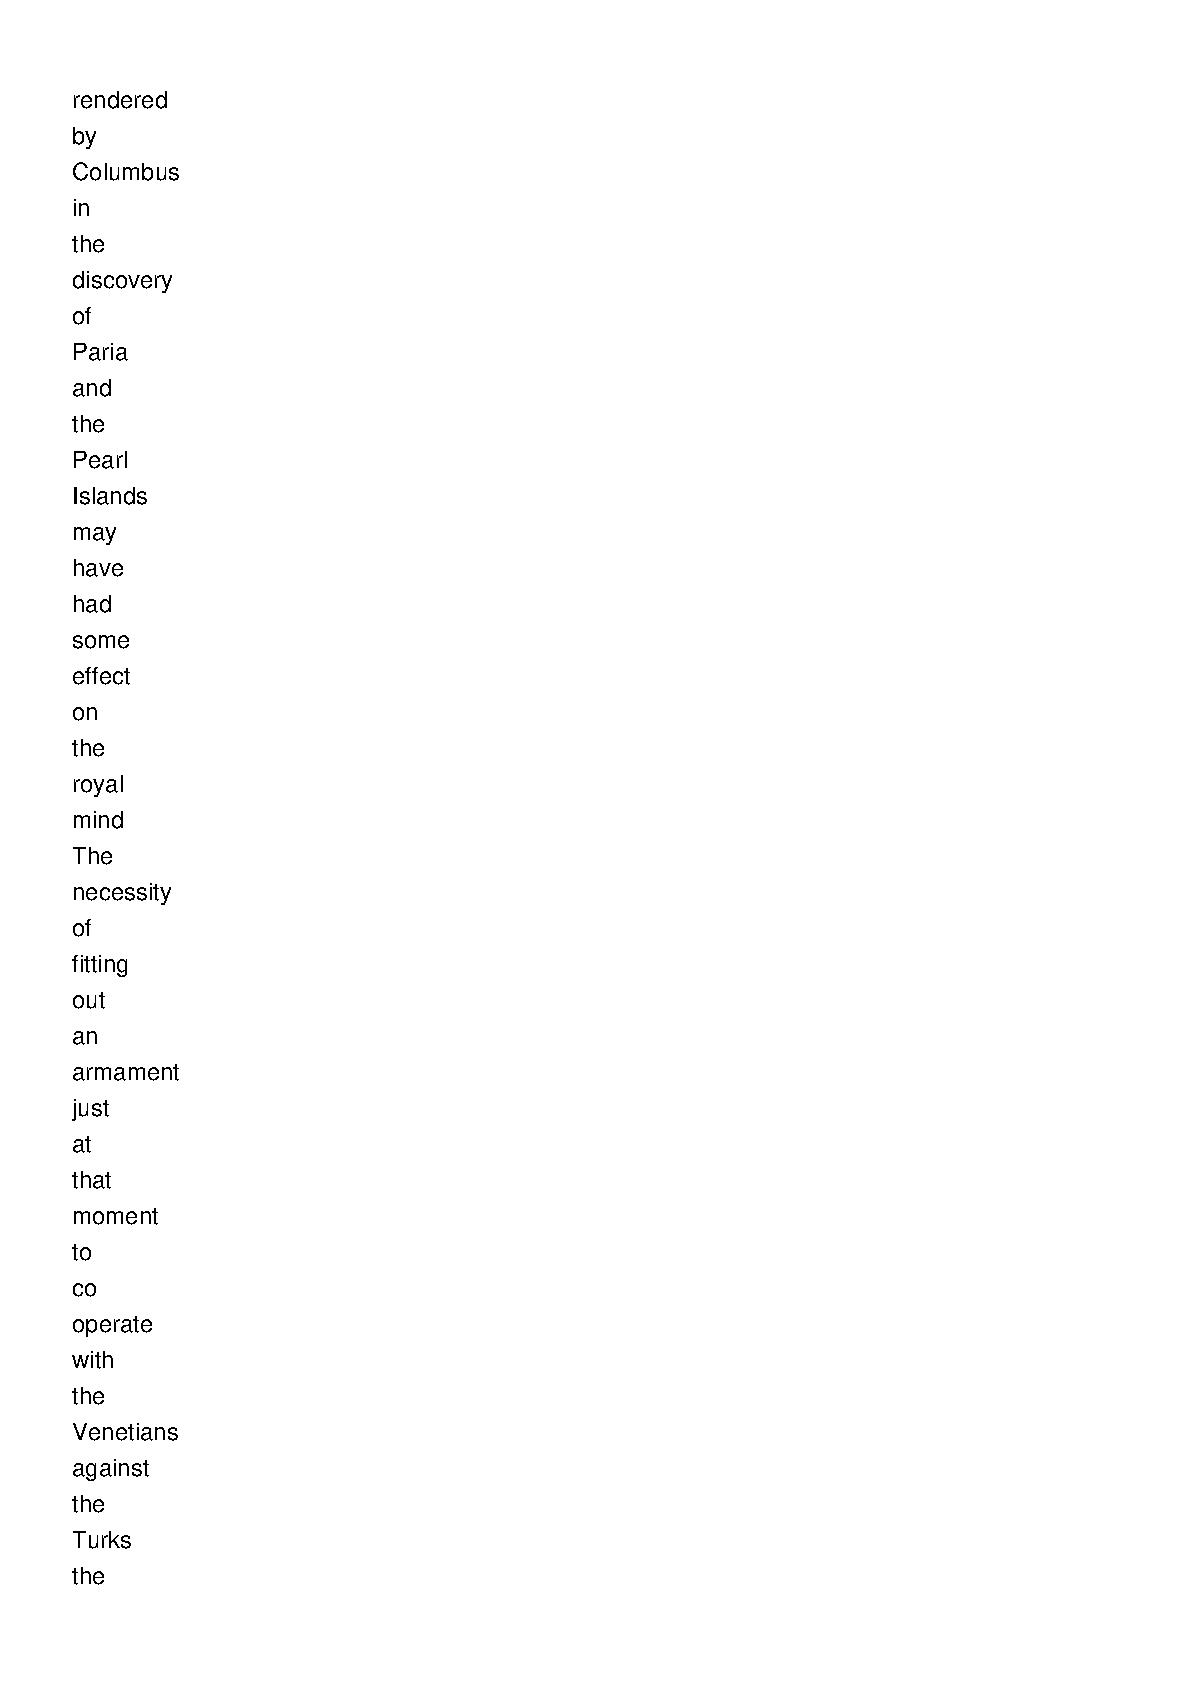 rendered
by
Columbus
in
the
discovery
of
Paria
and
the
Pearl
Islands
may
have
had
some
effect
on
the
royal
mind
The
necessity
of
fitting
out
an
armament
just
at
that
moment
to
co
operate
with
the
Venetians
against
the
Turks
the